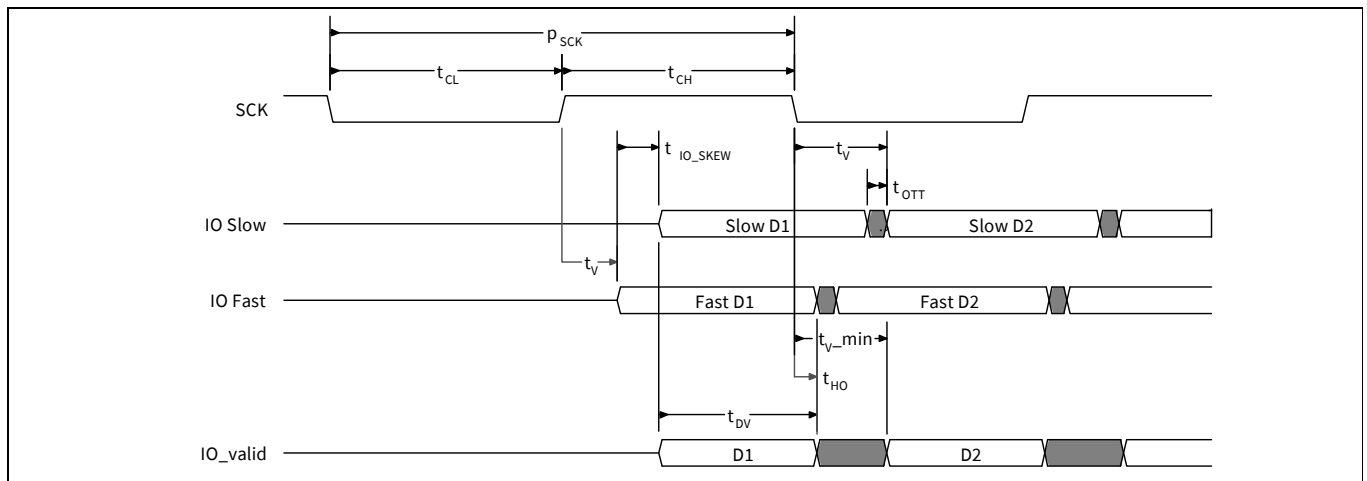 pSCK
tCL tCH
SCK
t IO_SKEW tV
tOTT
IO Slow Slow D1 Slow D2
tV
IO Fast Fast D1 Fast D2
tV_min
tHO
tDV
IO_valid D1 D2